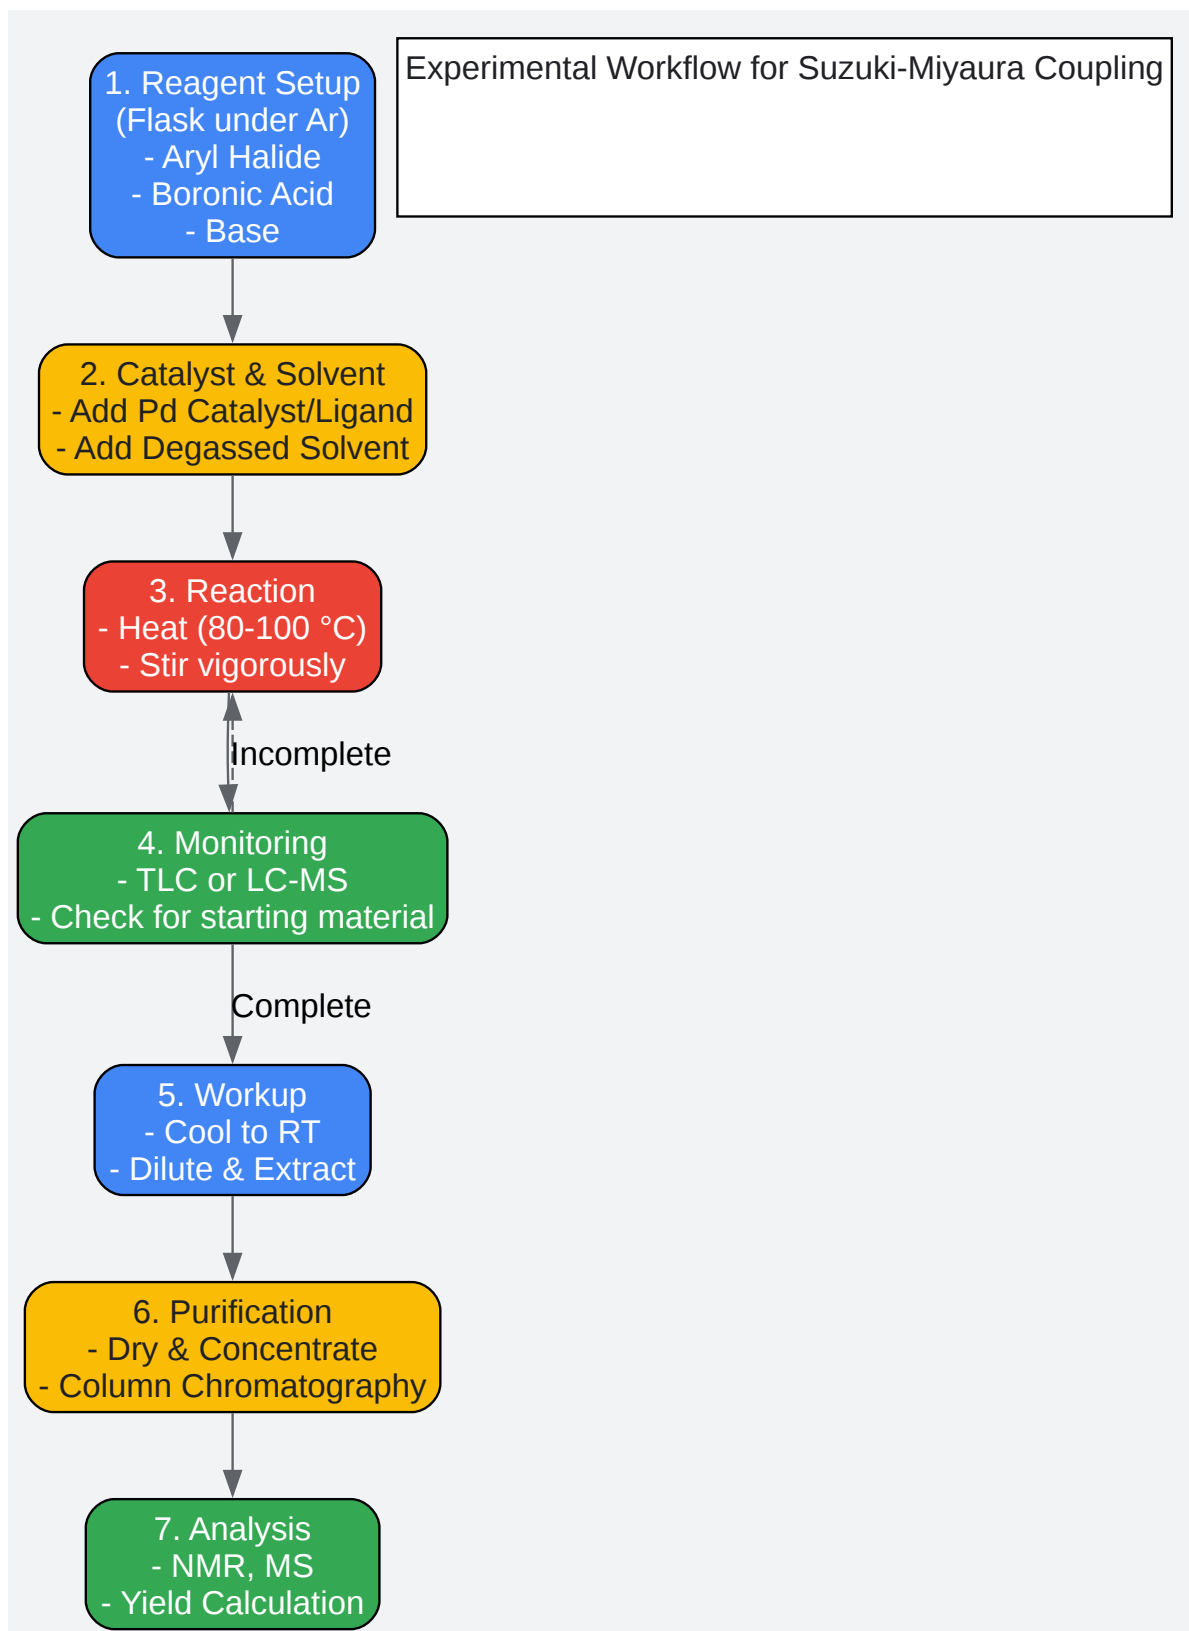 Experimental Workflow for Suzuki-Miyaura Coupling
1. Reagent Setup
(Flask under Ar)
- Aryl Halide
- Boronic Acid
- Base
2. Catalyst & Solvent
- Add Pd Catalyst/Ligand
- Add Degassed Solvent
3. Reaction
- Heat (80-100 °C)
- Stir vigorously
Incomplete
4. Monitoring
- TLC or LC-MS
- Check for starting material
Complete
5. Workup
- Cool to RT
- Dilute & Extract
6. Purification
- Dry & Concentrate
- Column Chromatography
7. Analysis
- NMR, MS
- Yield Calculation